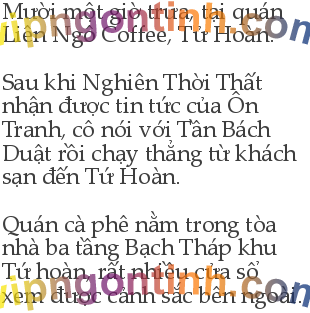 Mười một giờ trưa, tại quán
Liên Ngô Coffee, Tứ Hoàn.
Sau khi Nghiên Thời Thất
nhận được tin tức của Ôn
Tranh, cô nói với Tần Bách
Duật rồi chạy thẳng từ khách
sạn đến Tứ Hoàn.
Quán cà phê nằm trong tòa
nhà ba tầng Bạch Tháp khu
Tứ hoàn, rất nhiều cửa sổ
xem được cảnh sắc bên ngoài.
vipngontinh.com
vipngontinh.com